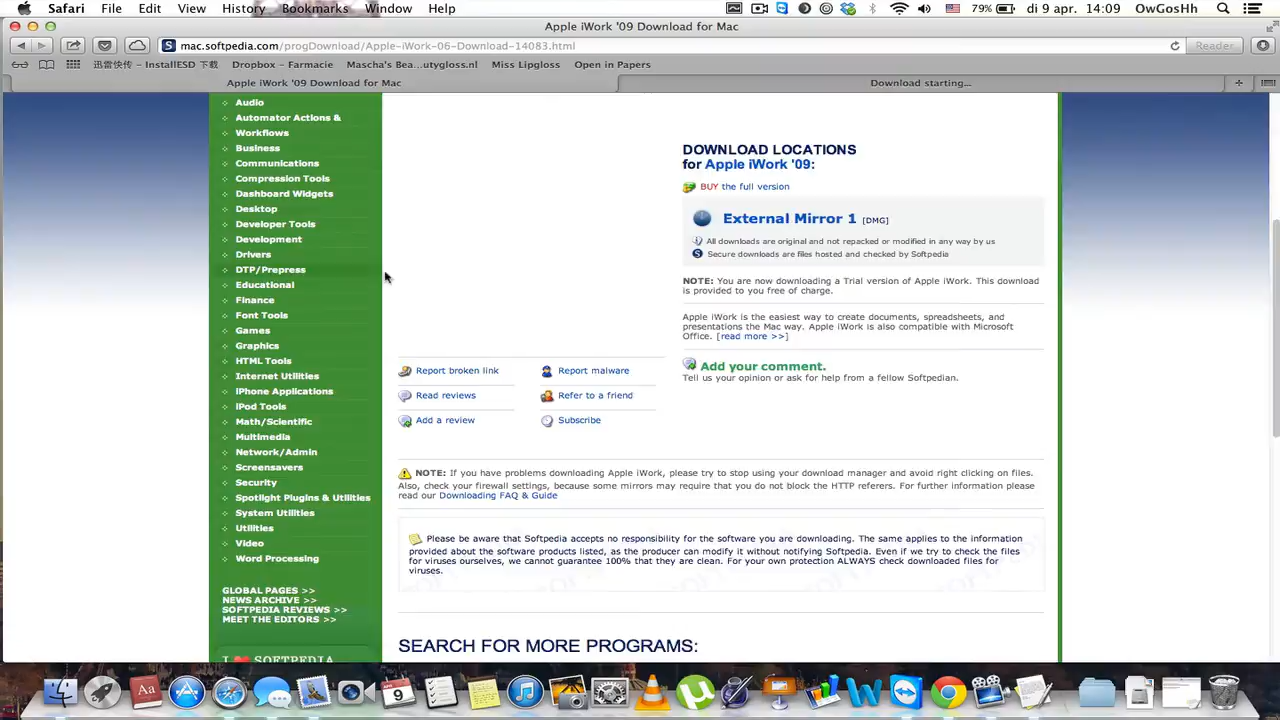 Safari File Edit View History Bookmarks Window Help 79% di 9 apr. 14:09 OwGosHh
Apple iWork '09 Download for Mac
mac.softpedia.com/progDownload/Apple-iWork-06-Download-14083.html Reader
迅雷快传 - InstallESD 下载 Dropbox - Farmacie Mascha's Bea...utygloss.nl Miss Lipgloss Open in Papers
Apple iWork '09 Download for Mac Download starting...
Audio
Automator Actions &
Workflows
Business
Communications
Compression Tools
Dashboard Widgets
Desktop
Developer Tools
Development
Drivers
DTP/Prepress
Educational
Finance
Font Tools
Games
Graphics
HTML Tools
Internet Utilities
iPhone Applications
iPod Tools
Math/Scientific
Multimedia
Network/Admin
Screensavers
Security
Spotlight Plugins & Utilities
System Utilities
Utilities
Video
Word Processing
GLOBAL PAGES >>
NEWS ARCHIVE >>
SOFTPEDIA REVIEWS >>
MEET THE EDITORS >>
I ❤ SOFTPEDIA
DOWNLOAD LOCATIONS
for Apple iWork '09:
BUY the full version
External Mirror 1 [DMG]
All downloads are original and not repacked or modified in any way by us
Secure downloads are files hosted and checked by Softpedia
NOTE: You are now downloading a Trial version of Apple iWork. This download
is provided to you free of charge.
Apple iWork is the easiest way to create documents, spreadsheets, and
presentations the Mac way. Apple iWork is also compatible with Microsoft
Office. [read more >>]
Add your comment.
Tell us your opinion or ask for help from a fellow Softpedian.
Report broken link Report malware
Read reviews Refer to a friend
Add a review Subscribe
NOTE: If you have problems downloading Apple iWork, please try to stop using your download manager and avoid right clicking on files.
Also, check your firewall settings, because some mirrors may require that you do not block the HTTP referers. For further information please
read our Downloading FAQ & Guide
Please be aware that Softpedia accepts no responsibility for the software you are downloading. The same applies to the information
provided about the software products listed, as the producer can modify it without notifying Softpedia. Even if we try to check the files
for viruses ourselves, we cannot guarantee 100% that they are clean. For your own protection ALWAYS check downloaded files for
viruses.
SEARCH FOR MORE PROGRAMS: